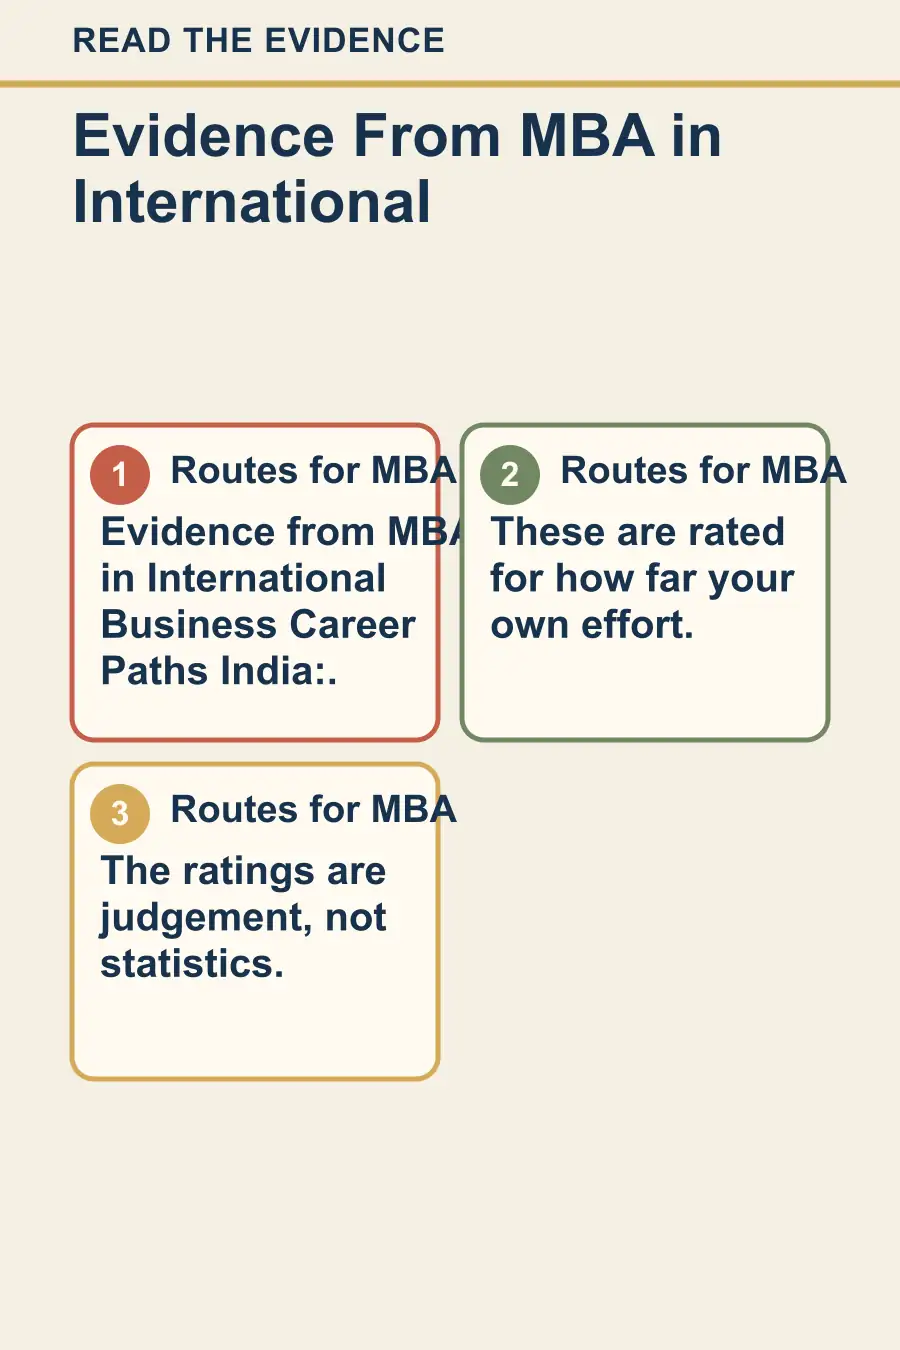 READ THE EVIDENCE
Evidence From MBA in
International
1
Routes for MBA
Evidence from MBA
in International
Business Career
Paths India:.
2
Routes for MBA
These are rated
for how far your
own effort.
3
Routes for MBA
The ratings are
judgement, not
statistics.